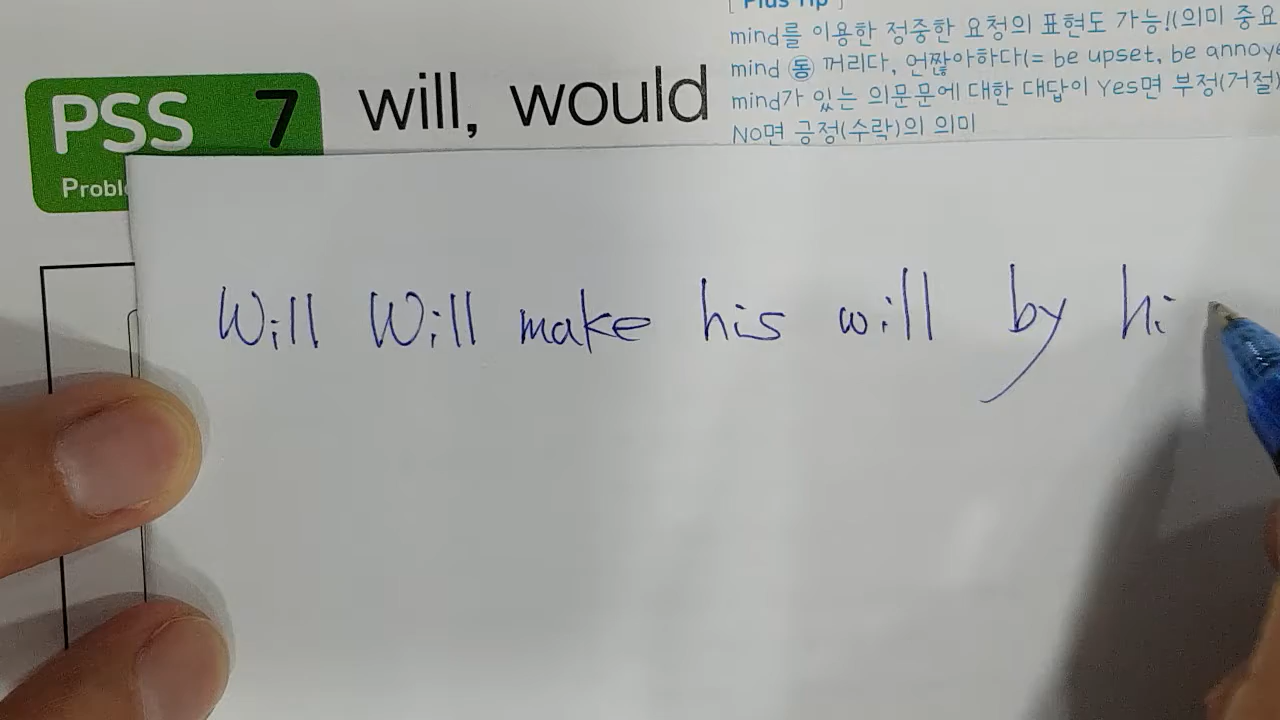 [ Plus Tip ]
mind를 이용한 정중한 요청의 표현도 가능!(의미 중요
mind 동 꺼리다, 언짢아하다(= be upset, be annoye
mind가 있는 의문문에 대한 대답이 Yes면 부정(거절)
No면 긍정(수락)의 의미
PSS 7 will, would
Proble
Will Will make his will by hi